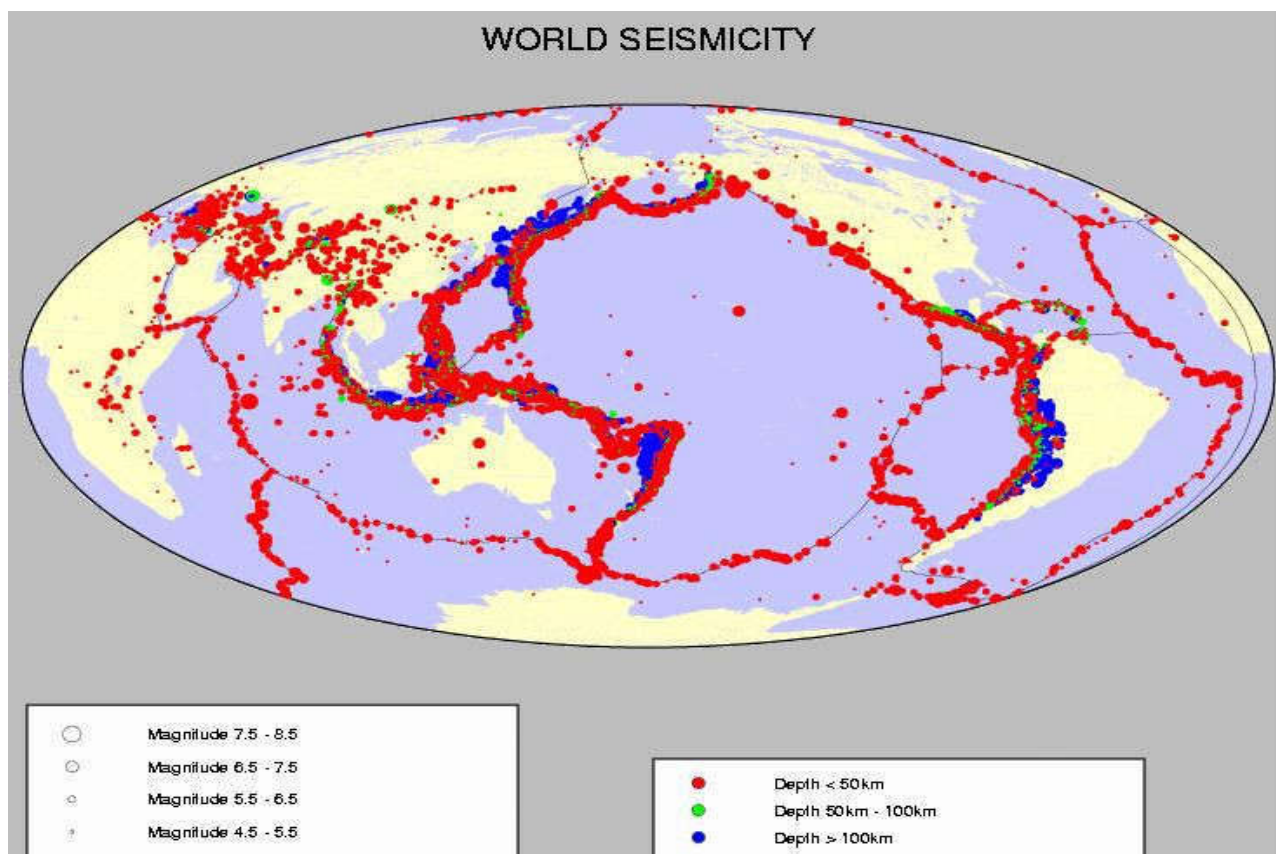 WORLD SEISMICITY
Magnitude 7.5 - 8.5
Magnitude 6.5 - 7.5
Magnitude 5.5 - 6.5
Magnitude 4.5 - 5.5
Depth < 50km
Depth 50km - 100km
Depth > 100km